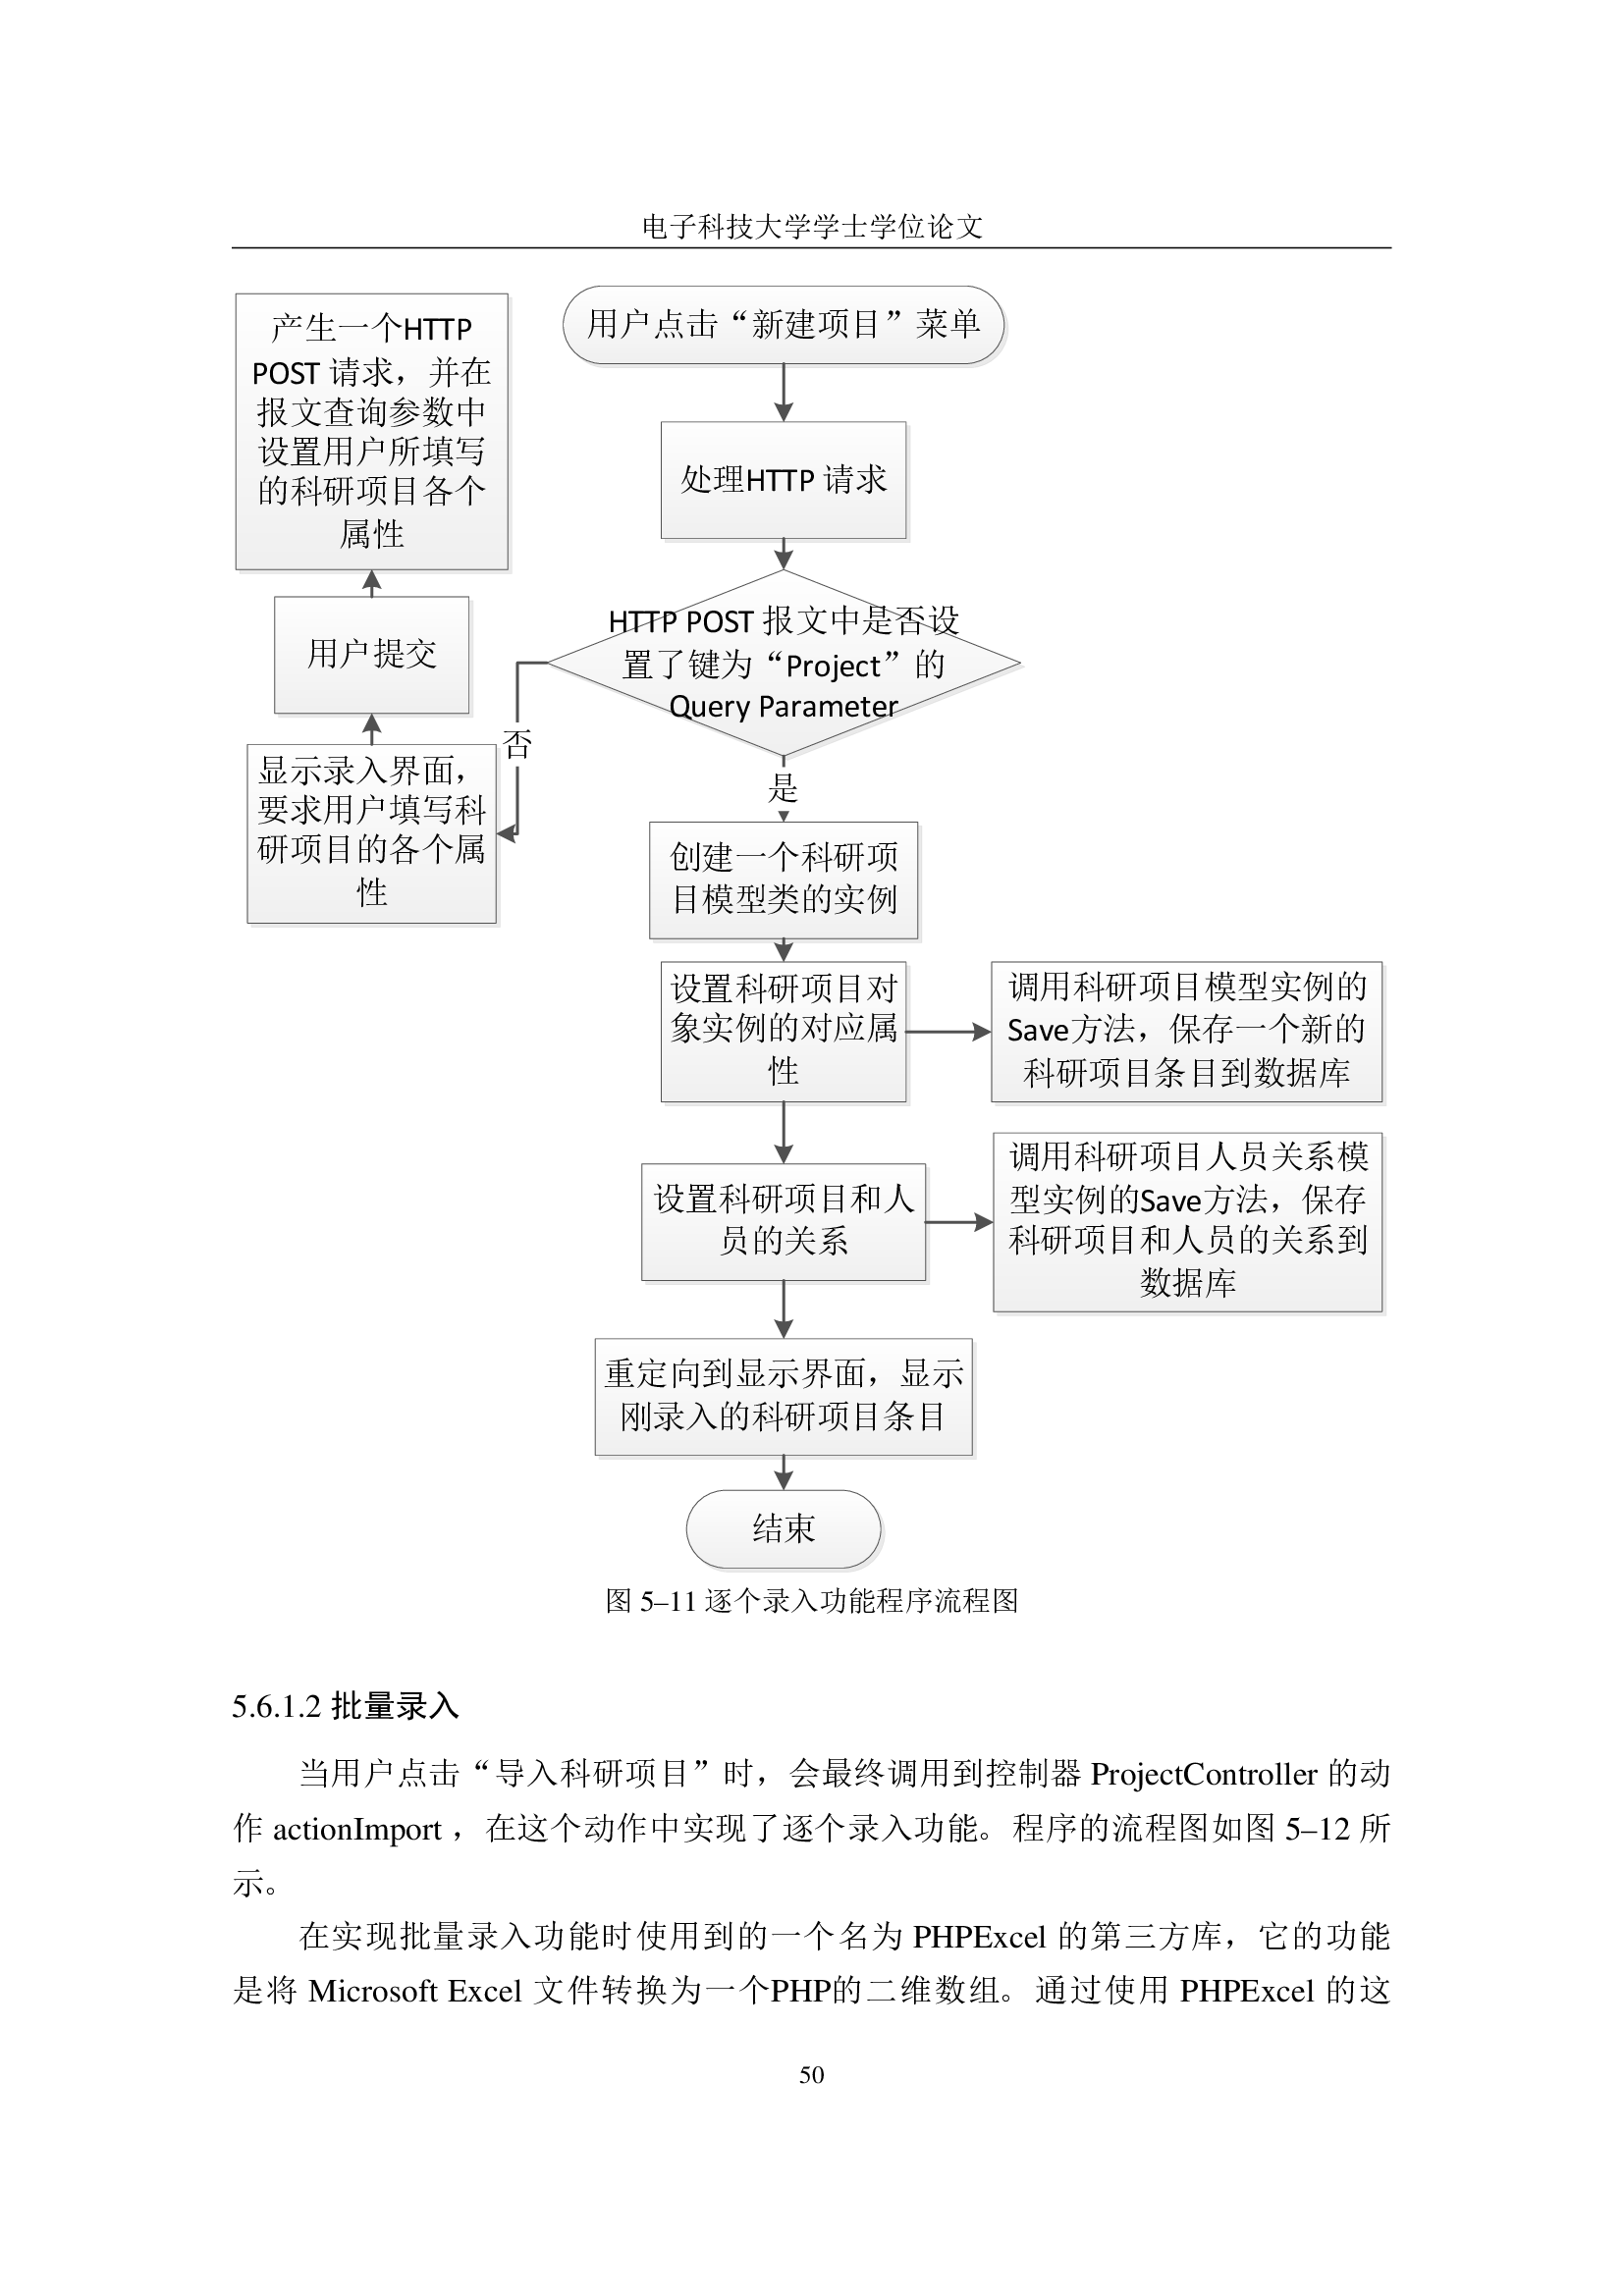 电子科技大学学士学位论文
用户点击“新建项目”菜单
处理HTTP 请求
HTTP POST 报文中是否设
置了键为“Project”的
Query Parameter
否
显示录入界面，
要求用户填写科
研项目的各个属
性
用户提交
产生一个HTTP
POST 请求，并在
报文查询参数中
设置用户所填写
的科研项目各个
属性
是
创建一个科研项
目模型类的实例
设置科研项目对
象实例的对应属
性
调用科研项目模型实例的
Save方法，保存一个新的
科研项目条目到数据库
设置科研项目和人
员的关系
调用科研项目人员关系模
型实例的Save方法，保存
科研项目和人员的关系到
数据库
重定向到显示界面，显示
刚录入的科研项目条目
结束
图 5–11 逐个录入功能程序流程图
5.6.1.2 批量录入
当用户点击“导入科研项目”时，会最终调用到控制器 ProjectController 的动
作 actionImport ，在这个动作中实现了逐个录入功能。程序的流程图如图 5–12 所
示。
在实现批量录入功能时使用到的一个名为 PHPExcel 的第三方库，它的功能
是将 Microsoft Excel 文件转换为一个PHP的二维数组。通过使用 PHPExcel 的这
50